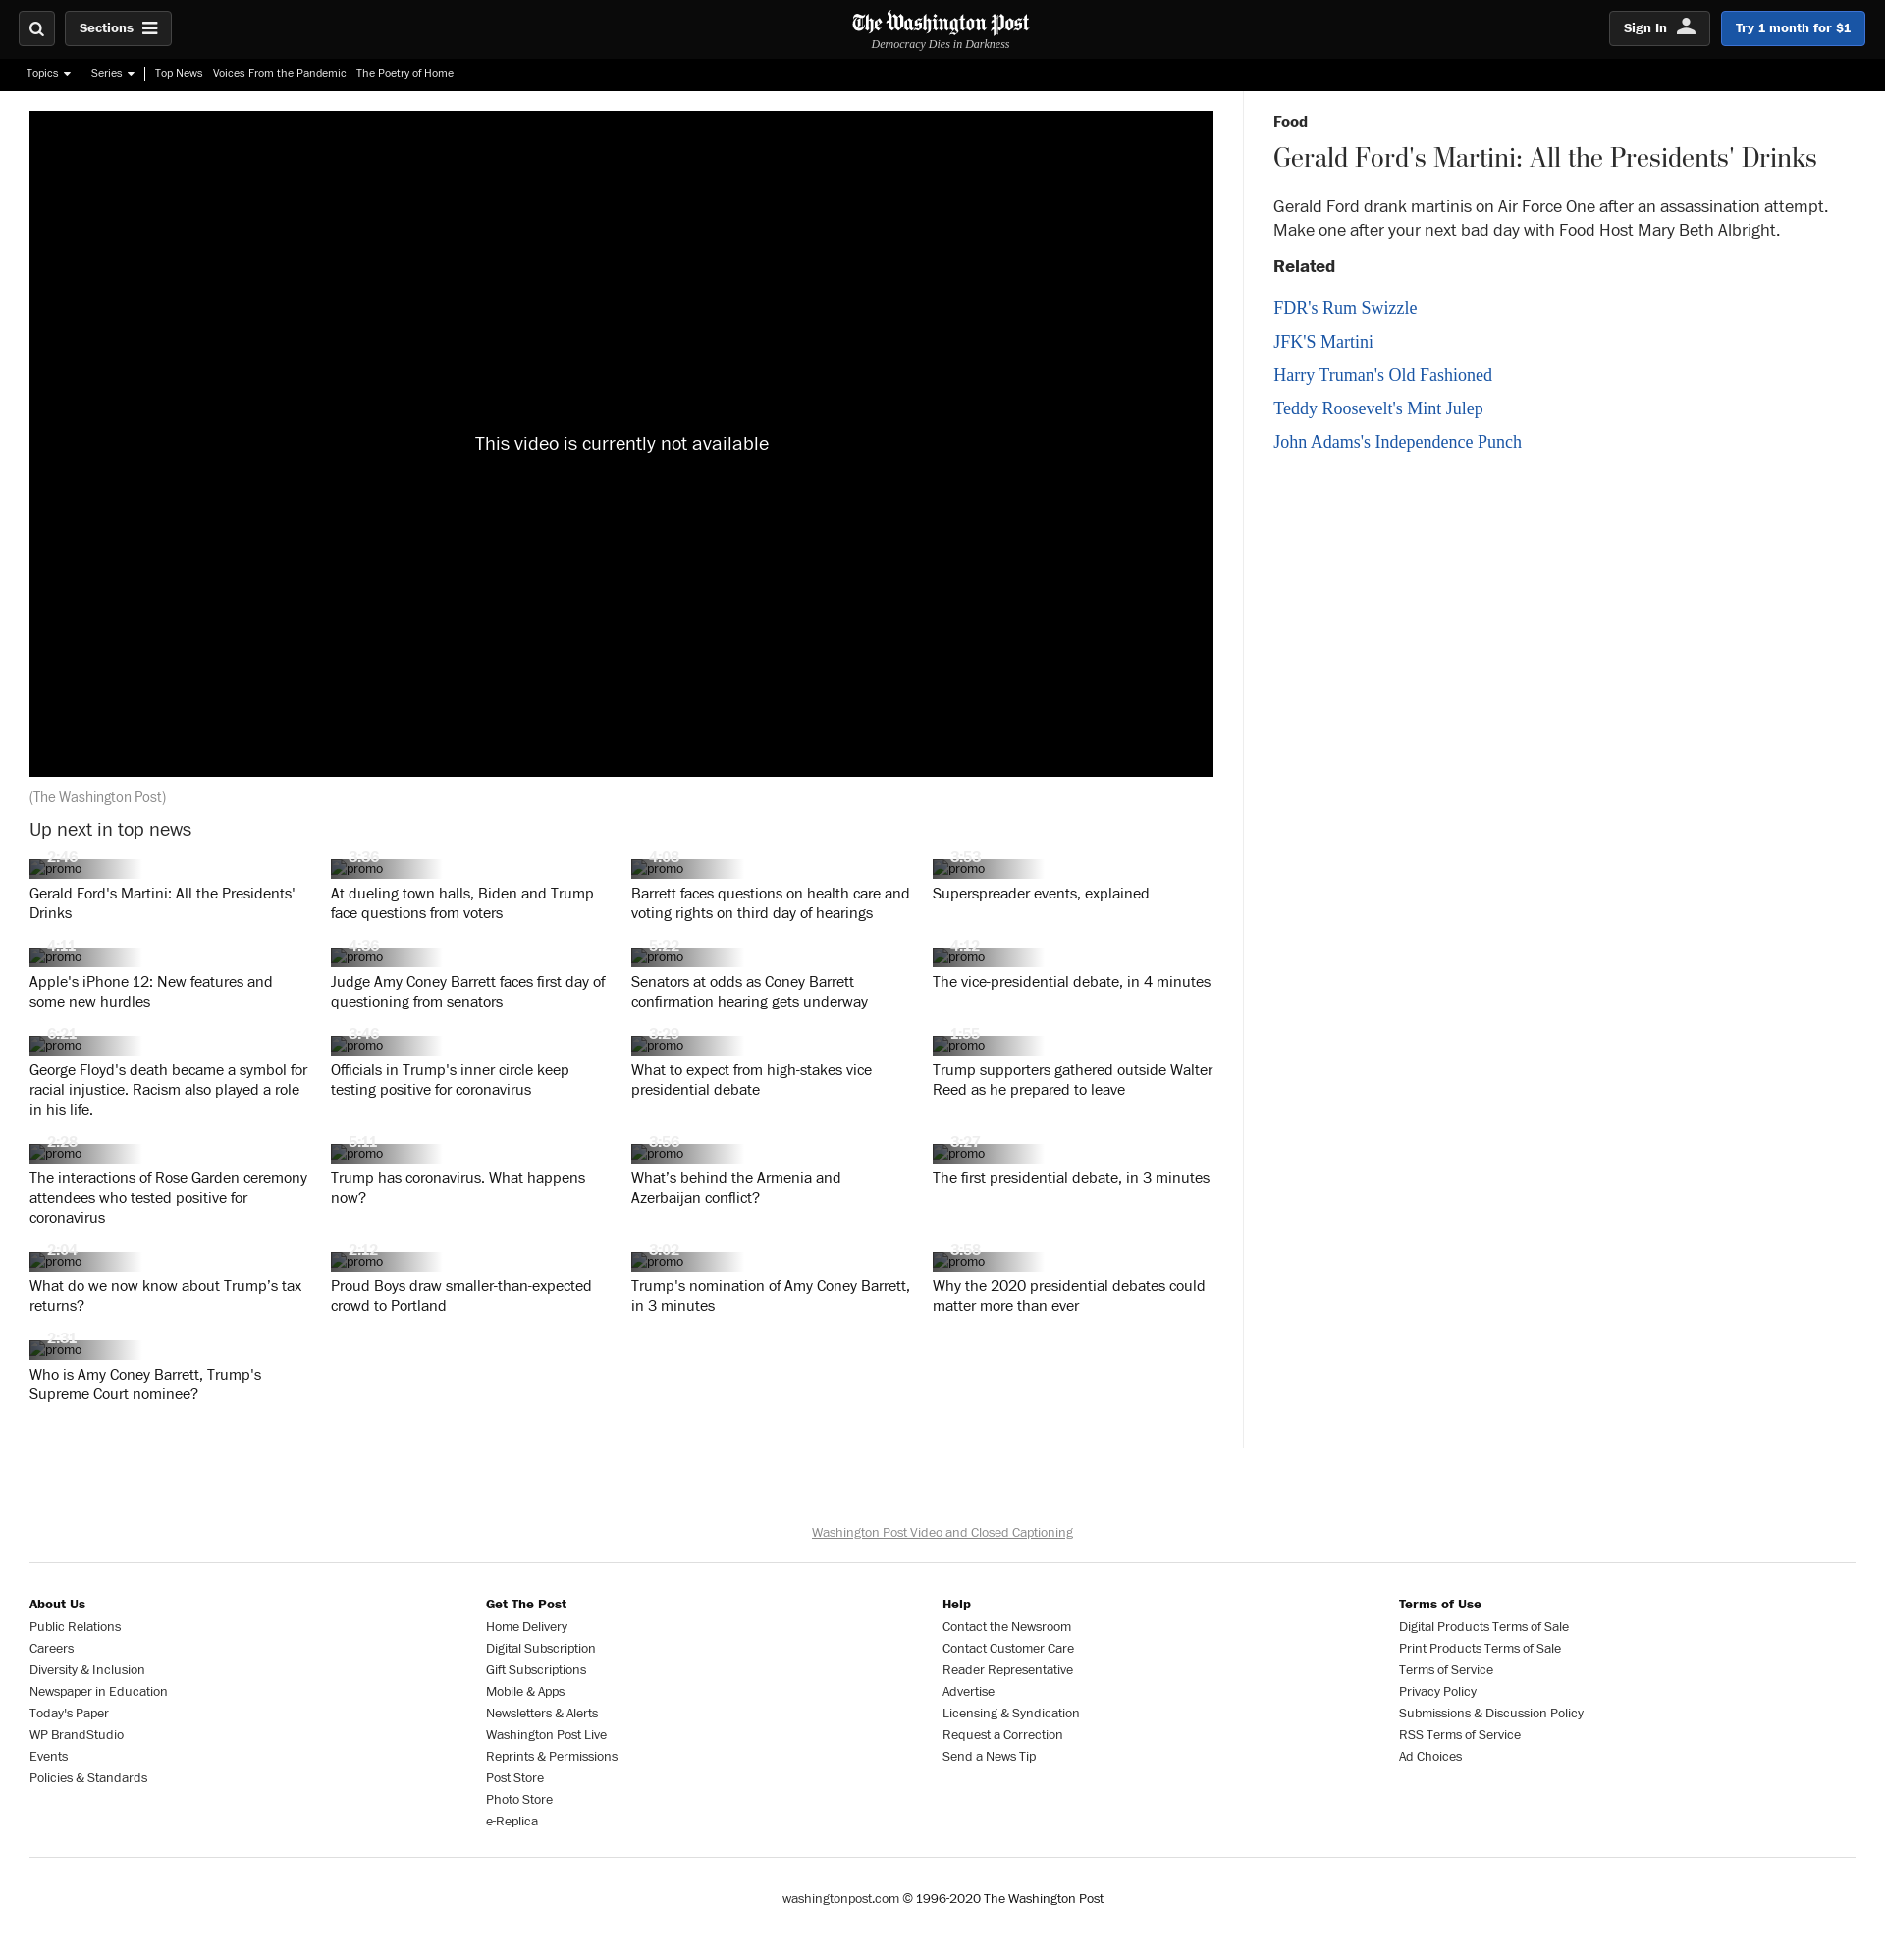 Sections
The Washington Post
Democracy Dies in Darkness
Sign In
Try 1 month for $1
Topics
Series
Top News
Voices From the Pandemic
The Poetry of Home
This video is currently not available
(The Washington Post)
Food
Gerald Ford's Martini: All the Presidents' Drinks
Gerald Ford drank martinis on Air Force One after an assassination attempt.
Make one after your next bad day with Food Host Mary Beth Albright.
Related
FDR's Rum Swizzle
JFK'S Martini
Harry Truman's Old Fashioned
Teddy Roosevelt's Mint Julep
John Adams's Independence Punch
Up next in top news
2:46
promo
Gerald Ford's Martini: All the Presidents'
Drinks
3:36
promo
At dueling town halls, Biden and Trump
face questions from voters
4:08
promo
Barrett faces questions on health care and
voting rights on third day of hearings
3:53
promo
Superspreader events, explained
4:11
promo
Apple's iPhone 12: New features and
some new hurdles
4:36
promo
Judge Amy Coney Barrett faces first day of
questioning from senators
5:22
promo
Senators at odds as Coney Barrett
confirmation hearing gets underway
4:12
promo
The vice-presidential debate, in 4 minutes
6:21
promo
George Floyd's death became a symbol for
racial injustice. Racism also played a role
in his life.
3:46
promo
Officials in Trump's inner circle keep
testing positive for coronavirus
3:29
promo
What to expect from high-stakes vice
presidential debate
1:55
promo
Trump supporters gathered outside Walter
Reed as he prepared to leave
2:28
promo
The interactions of Rose Garden ceremony
attendees who tested positive for
coronavirus
5:11
promo
Trump has coronavirus. What happens
now?
3:56
promo
What’s behind the Armenia and
Azerbaijan conflict?
3:27
promo
The first presidential debate, in 3 minutes
2:04
promo
What do we now know about Trump’s tax
returns?
2:12
promo
Proud Boys draw smaller-than-expected
crowd to Portland
3:02
promo
Trump's nomination of Amy Coney Barrett,
in 3 minutes
3:58
promo
Why the 2020 presidential debates could
matter more than ever
2:31
promo
Who is Amy Coney Barrett, Trump's
Supreme Court nominee?
Washington Post Video and Closed Captioning
About Us
Public Relations
Careers
Diversity & Inclusion
Newspaper in Education
Today's Paper
WP BrandStudio
Events
Policies & Standards
Get The Post
Home Delivery
Digital Subscription
Gift Subscriptions
Mobile & Apps
Newsletters & Alerts
Washington Post Live
Reprints & Permissions
Post Store
Photo Store
e-Replica
Help
Contact the Newsroom
Contact Customer Care
Reader Representative
Advertise
Licensing & Syndication
Request a Correction
Send a News Tip
Terms of Use
Digital Products Terms of Sale
Print Products Terms of Sale
Terms of Service
Privacy Policy
Submissions & Discussion Policy
RSS Terms of Service
Ad Choices
washingtonpost.com © 1996-2020 The Washington Post